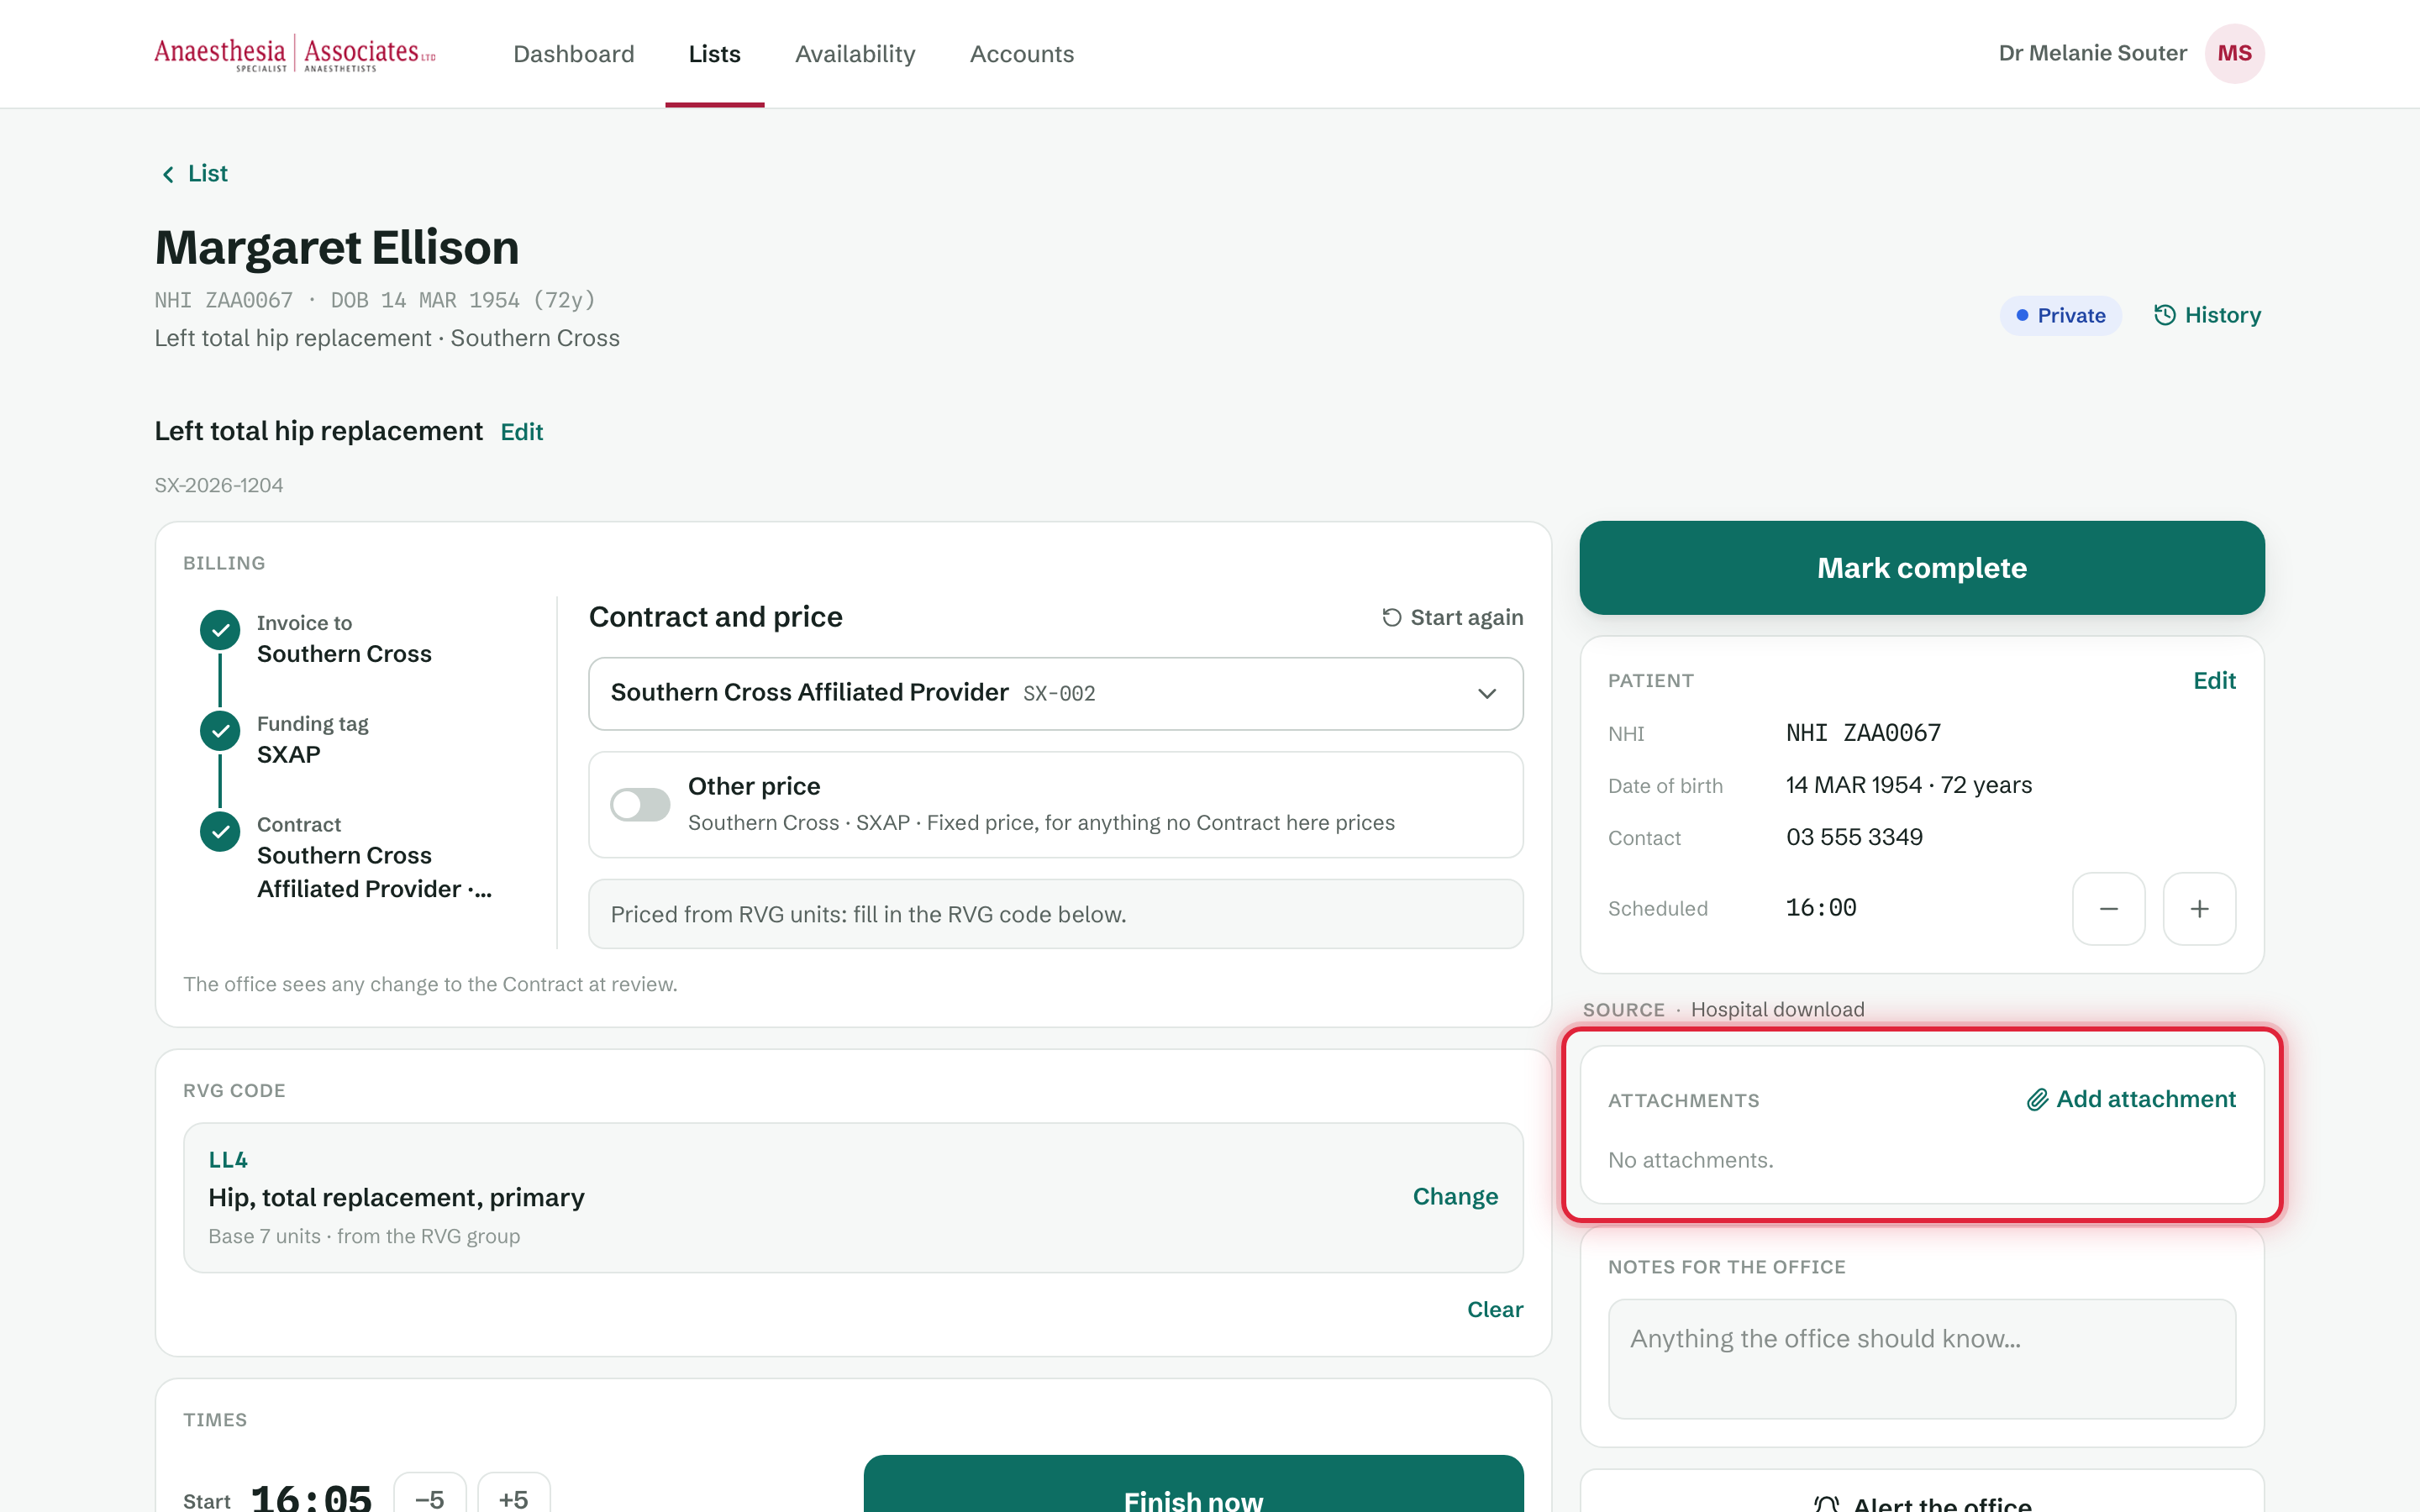 Anaesthesia | Associates LTD
SPECIALIST ANAESTHETISTS
Dashboard
Lists
Availability
Accounts
Dr Melanie Souter
MS
List
Margaret Ellison
NHI ZAA0067 · DOB 14 MAR 1954 (72y)
Left total hip replacement · Southern Cross
Private
History
Left total hip replacement Edit
SX-2026-1204
BILLING
Invoice to
Southern Cross
Funding tag
SXAP
Contract
Southern Cross
Affiliated Provider ·...
Contract and price
Start again
Southern Cross Affiliated Provider SX-002
Other price
Southern Cross · SXAP · Fixed price, for anything no Contract here prices
Priced from RVG units: fill in the RVG code below.
The office sees any change to the Contract at review.
RVG CODE
LL4
Hip, total replacement, primary
Base 7 units · from the RVG group
Change
Clear
TIMES
Start 16:05 −5 +5
Finish now
Mark complete
PATIENT
Edit
NHI NHI ZAA0067
Date of birth 14 MAR 1954 · 72 years
Contact 03 555 3349
Scheduled 16:00 − +
SOURCE · Hospital download
ATTACHMENTS
Add attachment
No attachments.
NOTES FOR THE OFFICE
Anything the office should know...
Alert the office